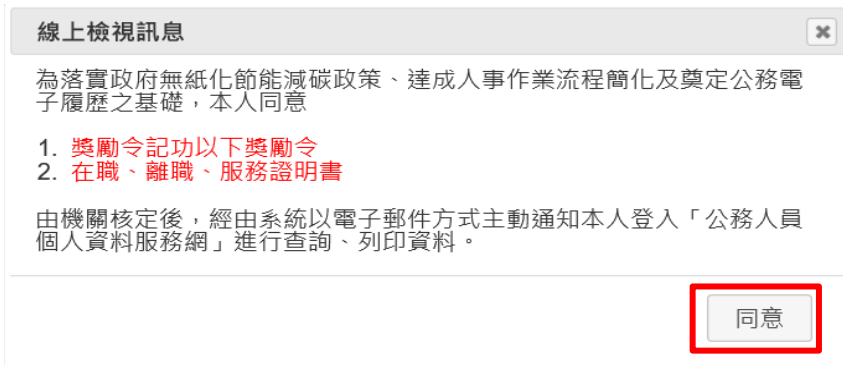 線上檢視訊息
為落實政府無紙化節能減碳政策、達成人事作業流程簡化及奠定公務電
子履歷之基礎，本人同意
1. 獎勵令記功以下獎勵令
2. 在職、離職、服務證明書
由機關核定後，經由系統以電子郵件方式主動通知本人登入「公務人員
個人資料服務網」進行查詢、列印資料。
同意